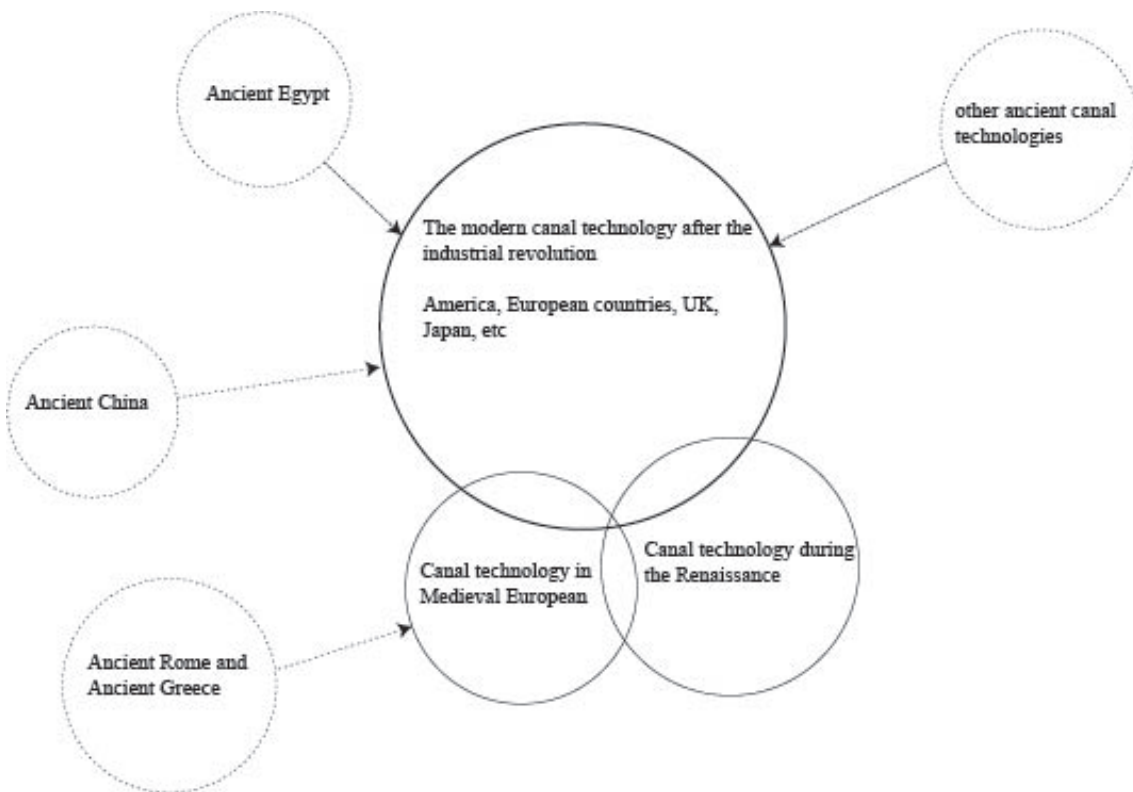 Ancient Egypt
other ancient canal
technologies
The modern canal technology after the
industrial revolution
America, European countries, UK,
Japan, etc
Ancient China
Canal technology in
Medieval European
Canal technology during
the Renaissance
Ancient Rome and
Ancient Greece